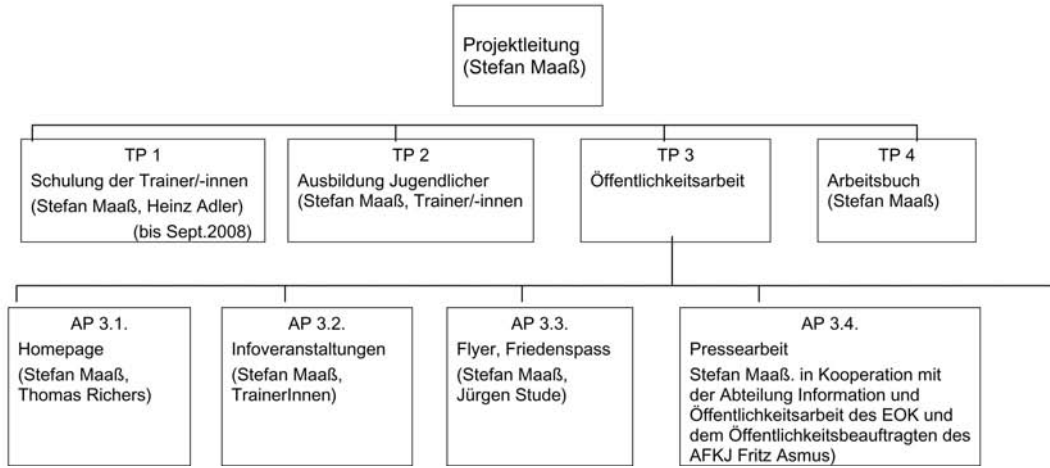 Projektleitung
(Stefan Maaß)
TP 1
Schulung der Trainer/-innen
(Stefan Maaß, Heinz Adler)
(bis Sept.2008)
TP 2
Ausbildung Jugendlicher
(Stefan Maaß, Trainer/-innen
TP 3
Öffentlichkeitsarbeit
TP 4
Arbeitsbuch
(Stefan Maaß)
AP 3.1.
Homepage
(Stefan Maaß,
Thomas Richers)
AP 3.2.
Infoveranstaltungen
(Stefan Maaß,
TrainerInnen)
AP 3.3.
Flyer, Friedenspass
(Stefan Maaß,
Jürgen Stude)
AP 3.4.
Pressearbeit
Stefan Maaß. in Kooperation mit
der Abteilung Information und
Öffentlichkeitsarbeit des EOK und
dem Öffentlichkeitsbeauftragten des
AFKJ Fritz Asmus)